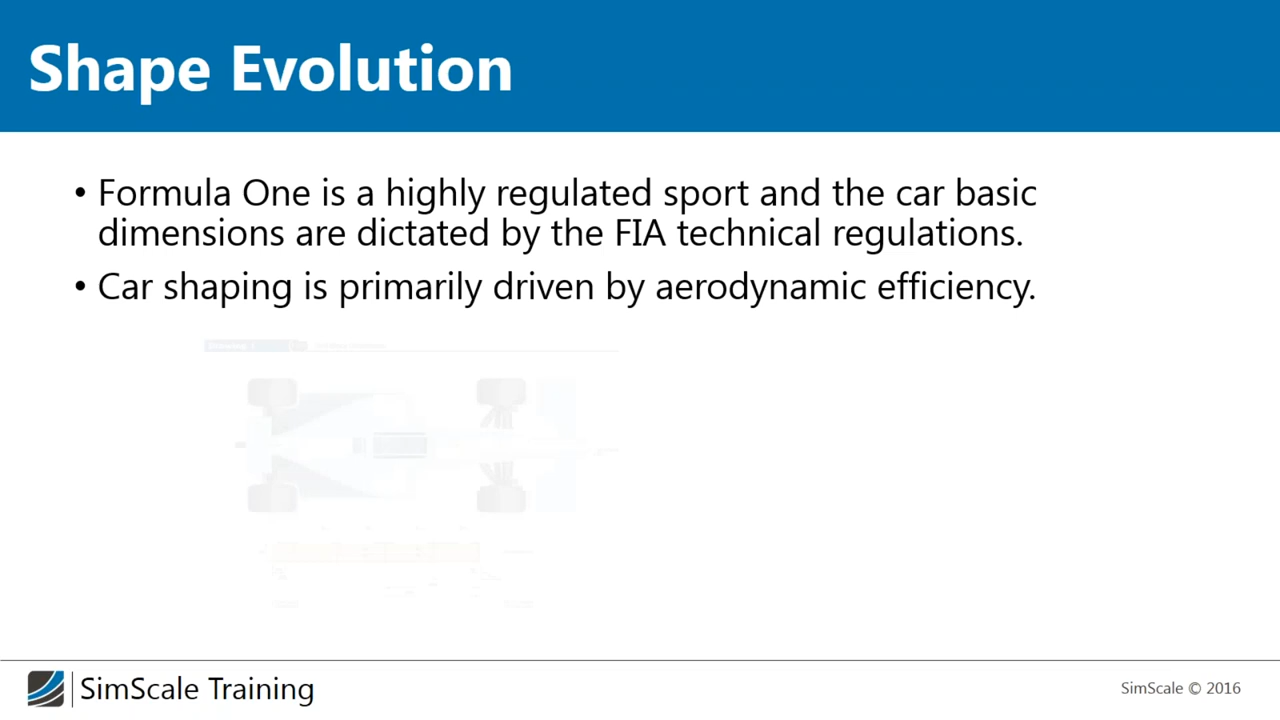 Shape Evolution
• Formula One is a highly regulated sport and the car basic
dimensions are dictated by the FIA technical regulations.
• Car shaping is primarily driven by aerodynamic efficiency.
SimScale Training
SimScale © 2016